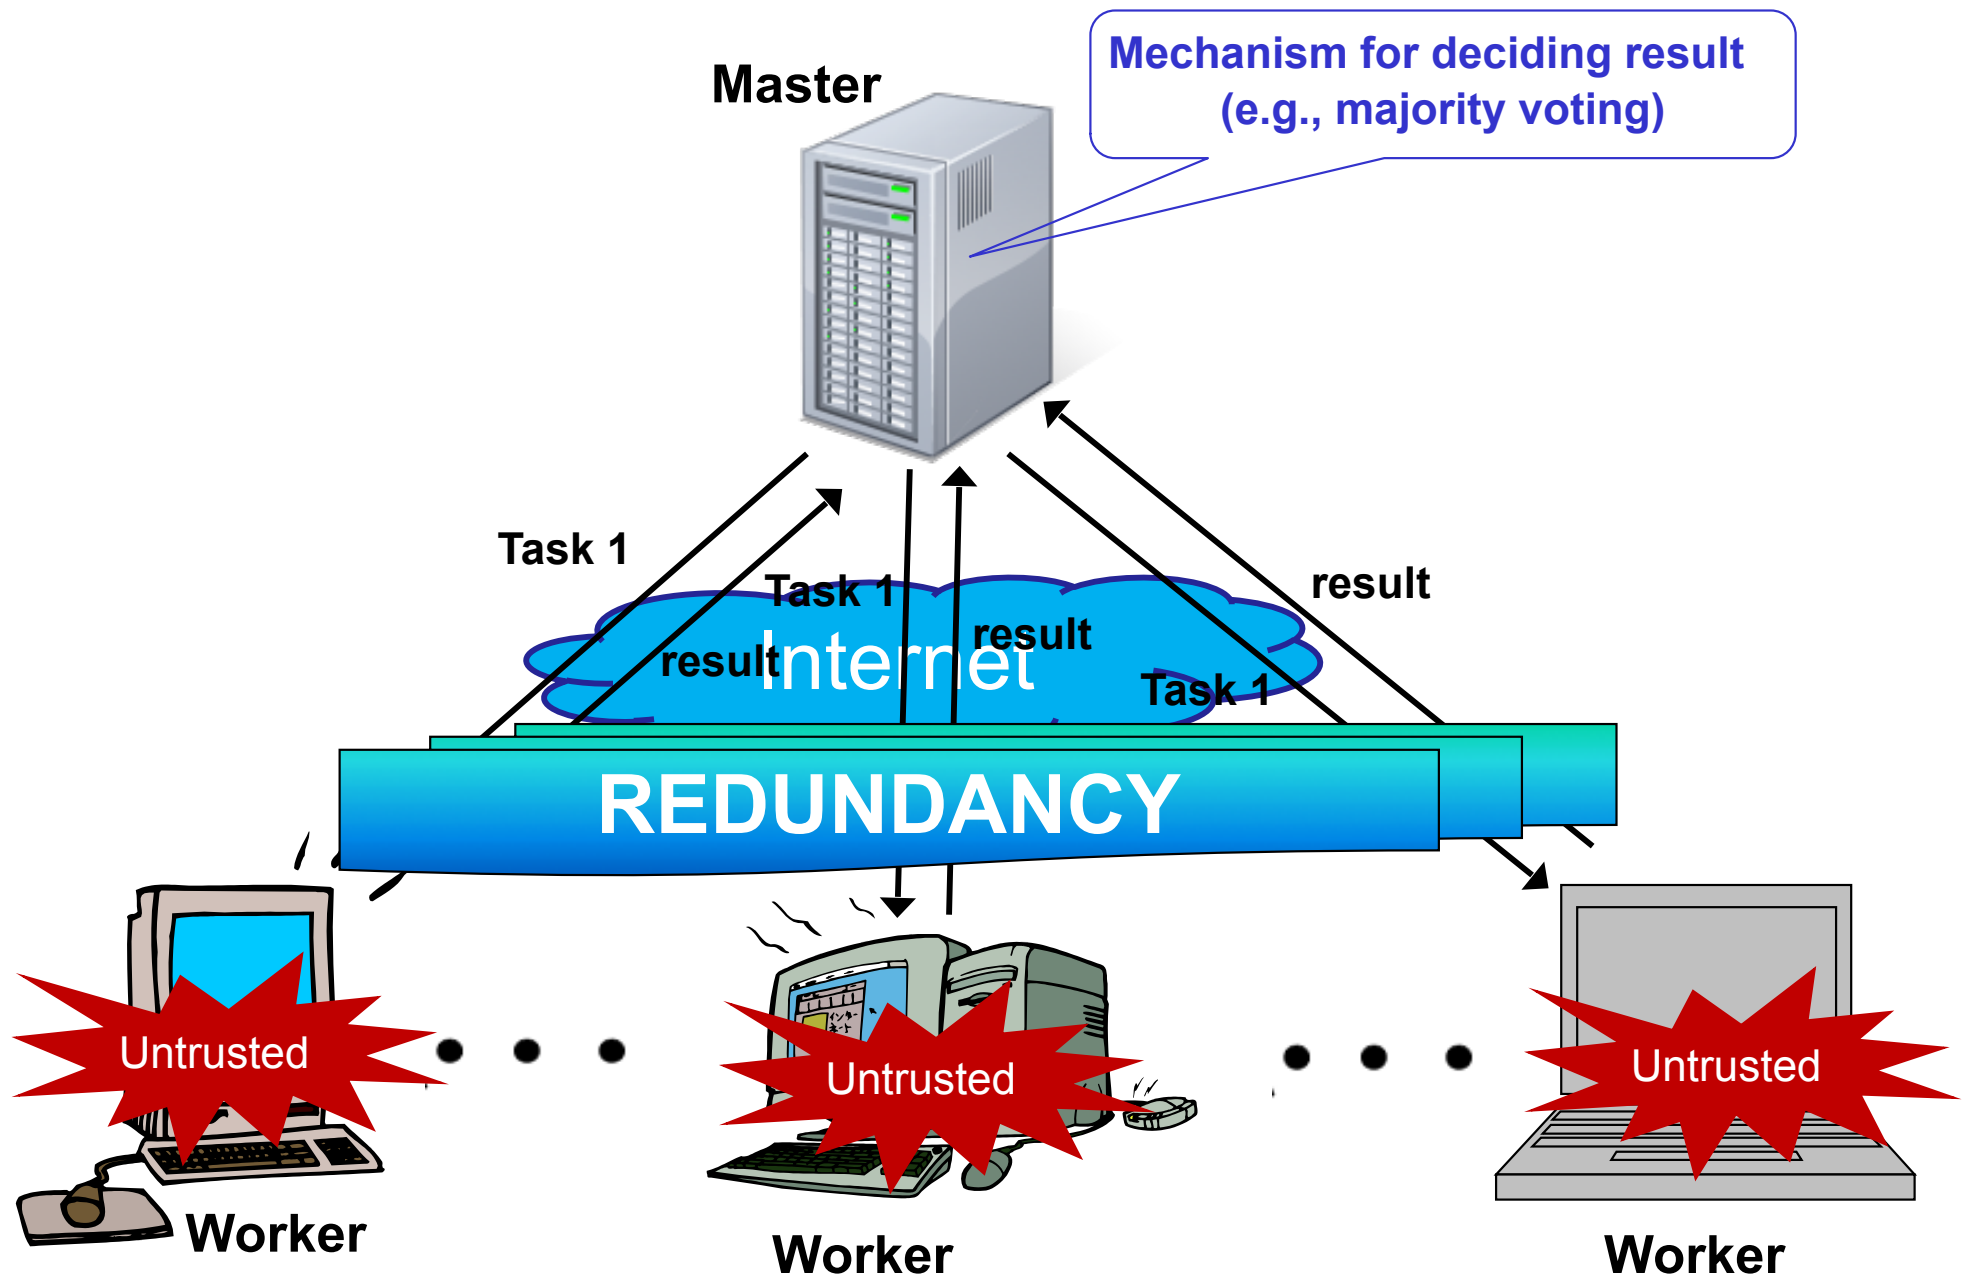 Mechanism for deciding result
(e.g., majority voting)
Master
Task 1
Task 1
result
result
result
Internet
Task 1
REDUNDANCY
Untrusted
Untrusted
Untrusted
Worker
Worker
Worker